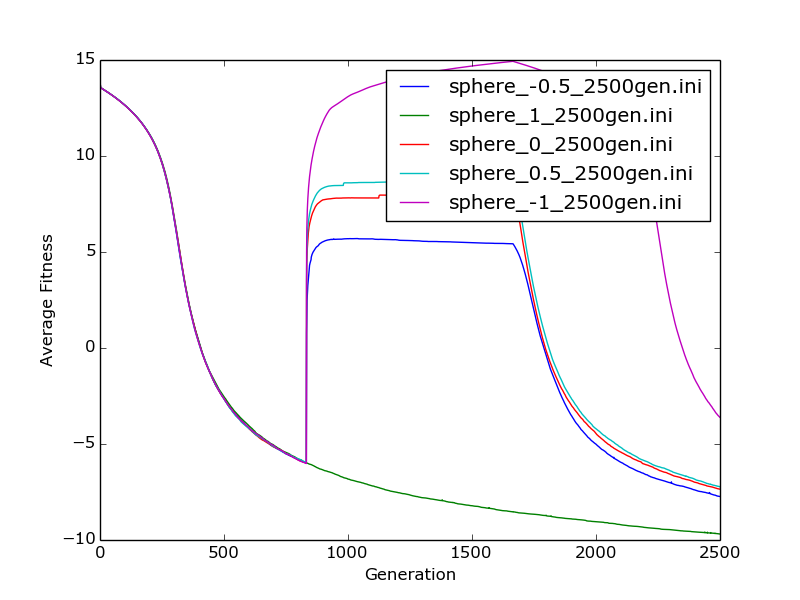 15
10
5
0
−5
−10
Average Fitness
sphere_-0.5_2500gen.ini
sphere_1_2500gen.ini
sphere_0_2500gen.ini
sphere_0.5_2500gen.ini
sphere_-1_2500gen.ini
0 500 1000 1500 2000 2500
Generation